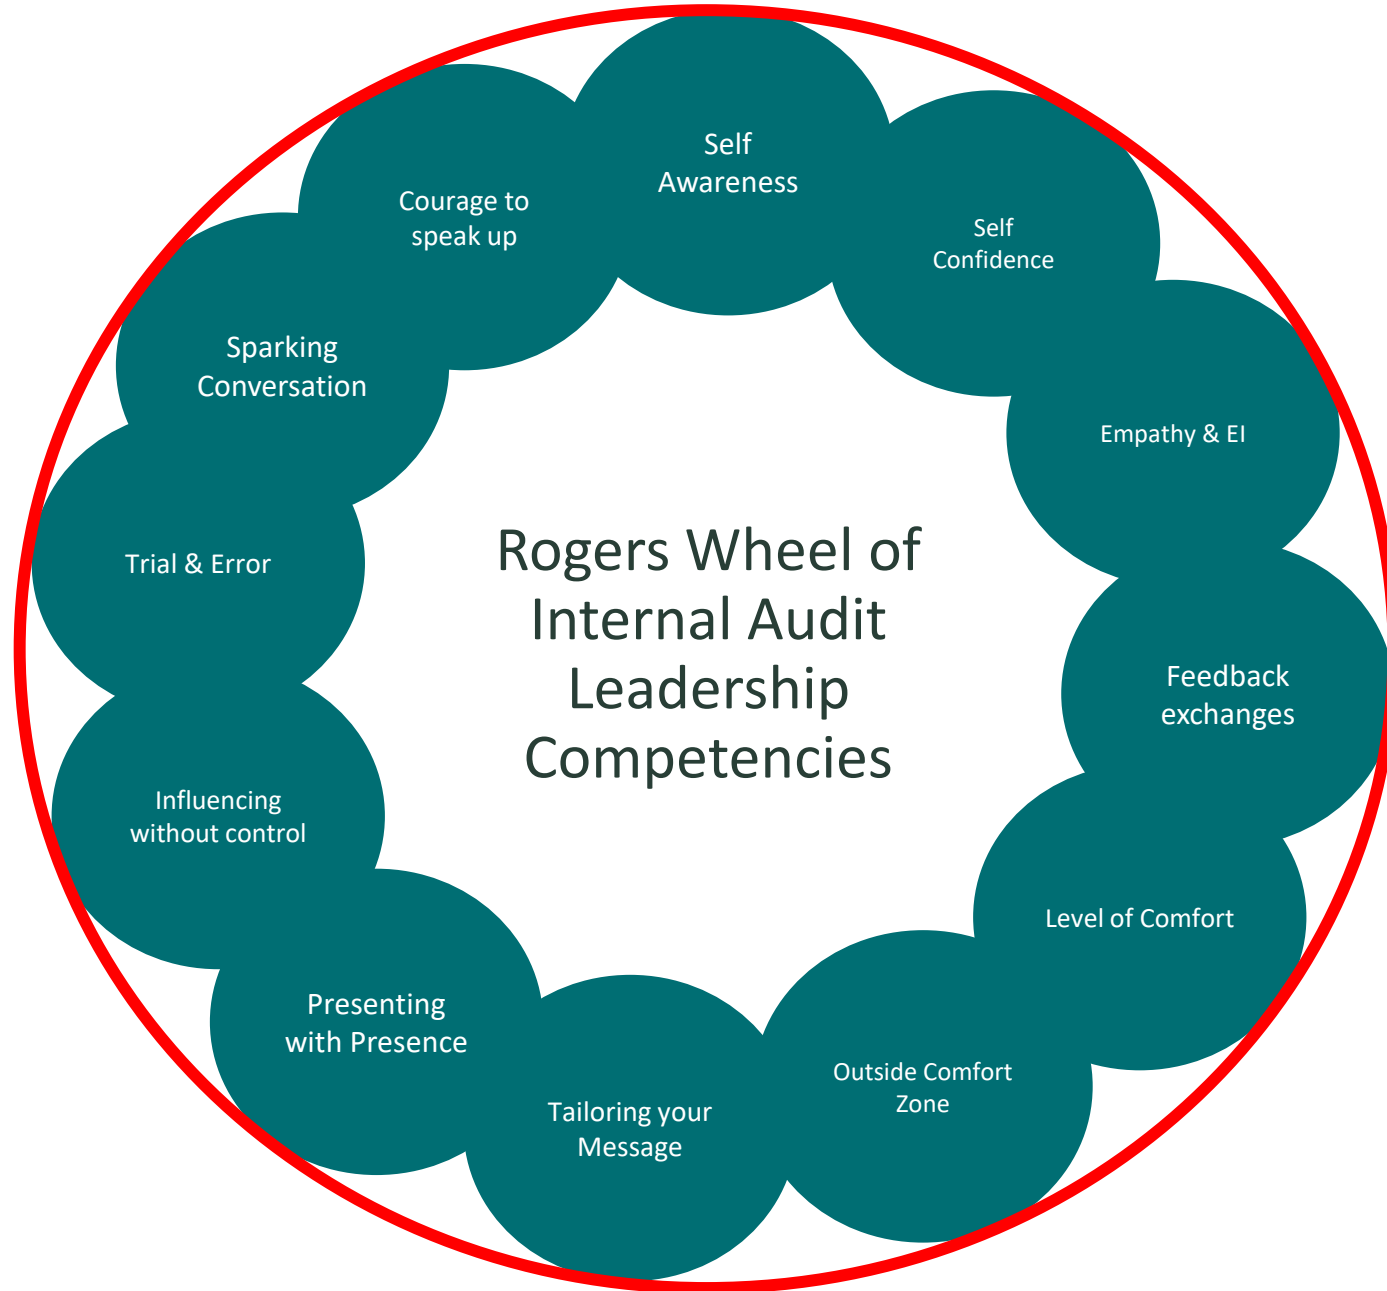 Self
Awareness
Self
Confidence
Empathy & EI
Feedback
exchanges
Level of Comfort
Outside Comfort
Zone
Tailoring your
Message
Presenting
with Presence
Influencing
without control
Trial & Error
Sparking
Conversation
Courage to
speak up
Rogers Wheel of
Internal Audit
Leadership
Competencies